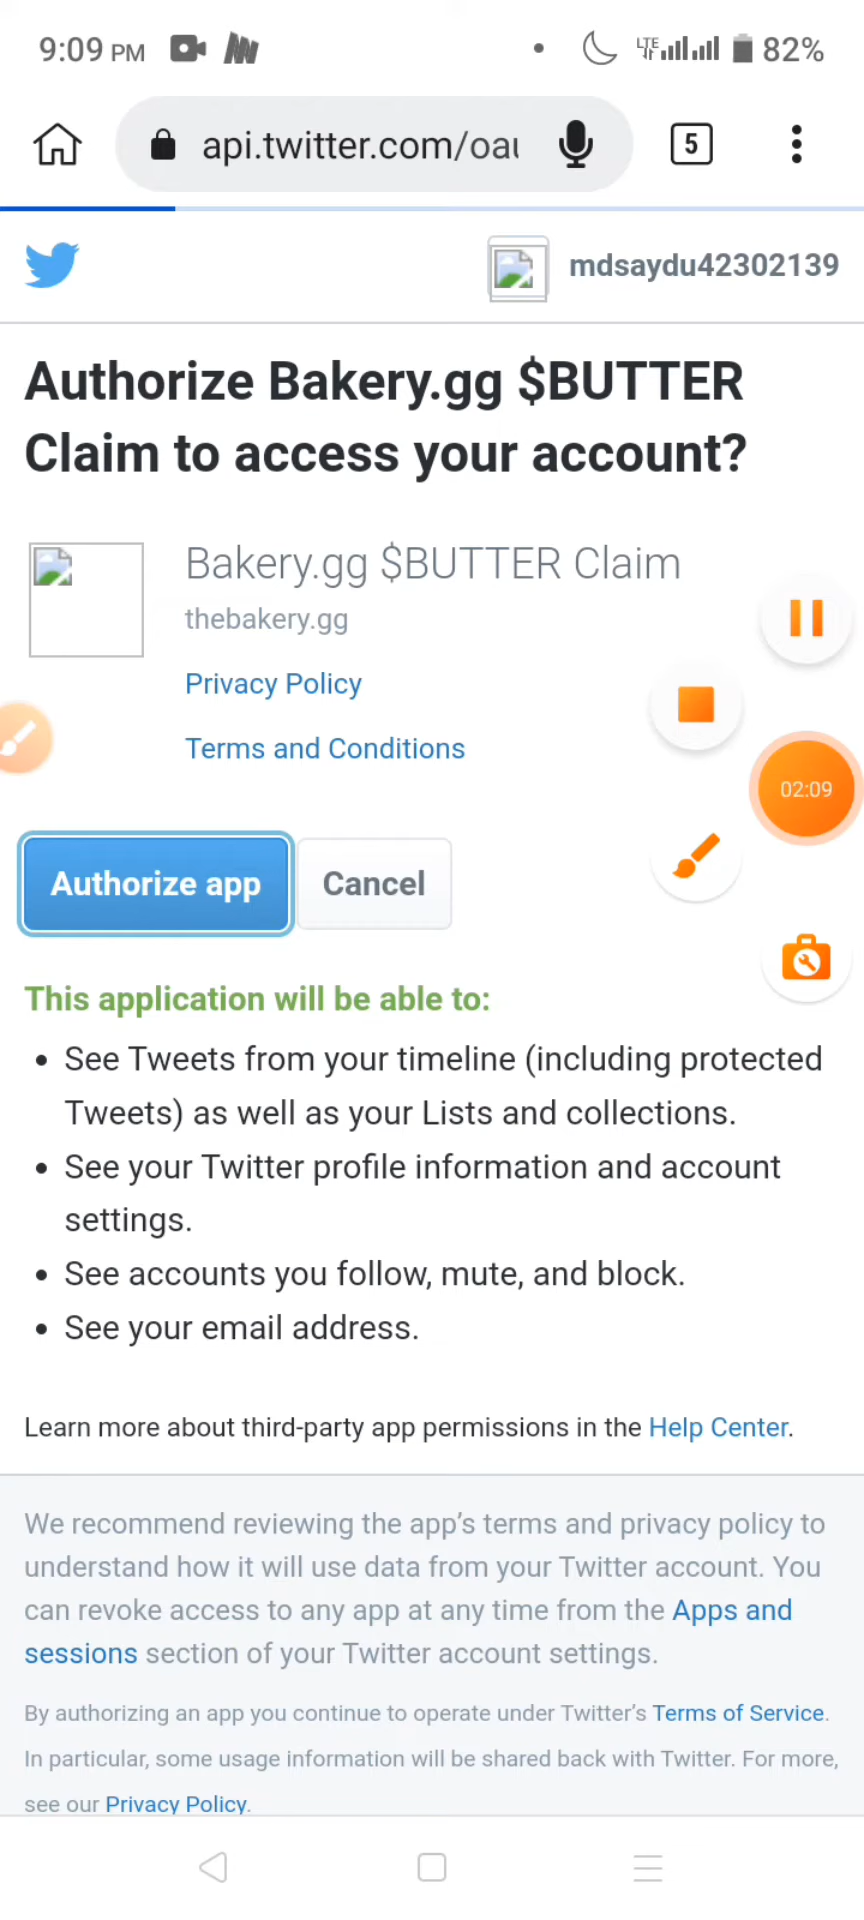 9:09 PM
LTE
82%
api.twitter.com/oau
5
mdsaydu42302139
Authorize Bakery.gg $BUTTER
Claim to access your account?
Bakery.gg $BUTTER Claim
thebakery.gg
Privacy Policy
Terms and Conditions
02:09
Authorize app
Cancel
This application will be able to:
• See Tweets from your timeline (including protected
Tweets) as well as your Lists and collections.
• See your Twitter profile information and account
settings.
• See accounts you follow, mute, and block.
• See your email address.
Learn more about third-party app permissions in the Help Center.
We recommend reviewing the app's terms and privacy policy to
understand how it will use data from your Twitter account. You
can revoke access to any app at any time from the Apps and
sessions section of your Twitter account settings.
By authorizing an app you continue to operate under Twitter's Terms of Service.
In particular, some usage information will be shared back with Twitter. For more,
see our Privacy Policy.